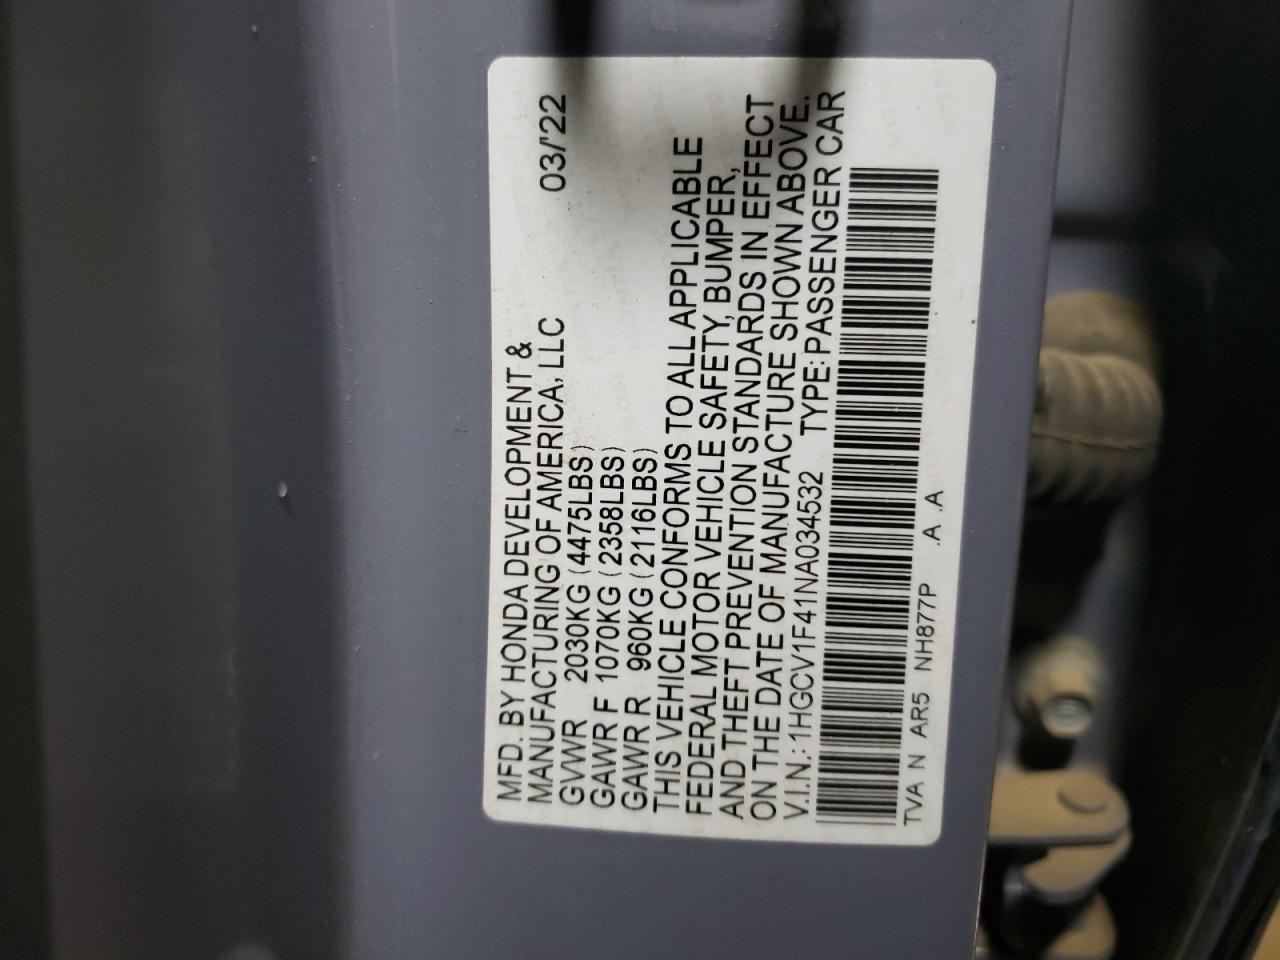 MFD. BY HONDA DEVELOPMENT &
MANUFACTURING OF AMERICA, LLC 03/'22
GVWR 2030KG (4475LBS)
GAWR F 1070KG (2358LBS)
GAWR R 960KG (2116LBS)
THIS VEHICLE CONFORMS TO ALL APPLICABLE
FEDERAL MOTOR VEHICLE SAFETY, BUMPER,
AND THEFT PREVENTION STANDARDS IN EFFECT
ON THE DATE OF MANUFACTURE SHOWN ABOVE.
V.I.N.: 1HGCV1F41NA034532 TYPE: PASSENGER CAR
TVA N AR5 NH877P .A .A